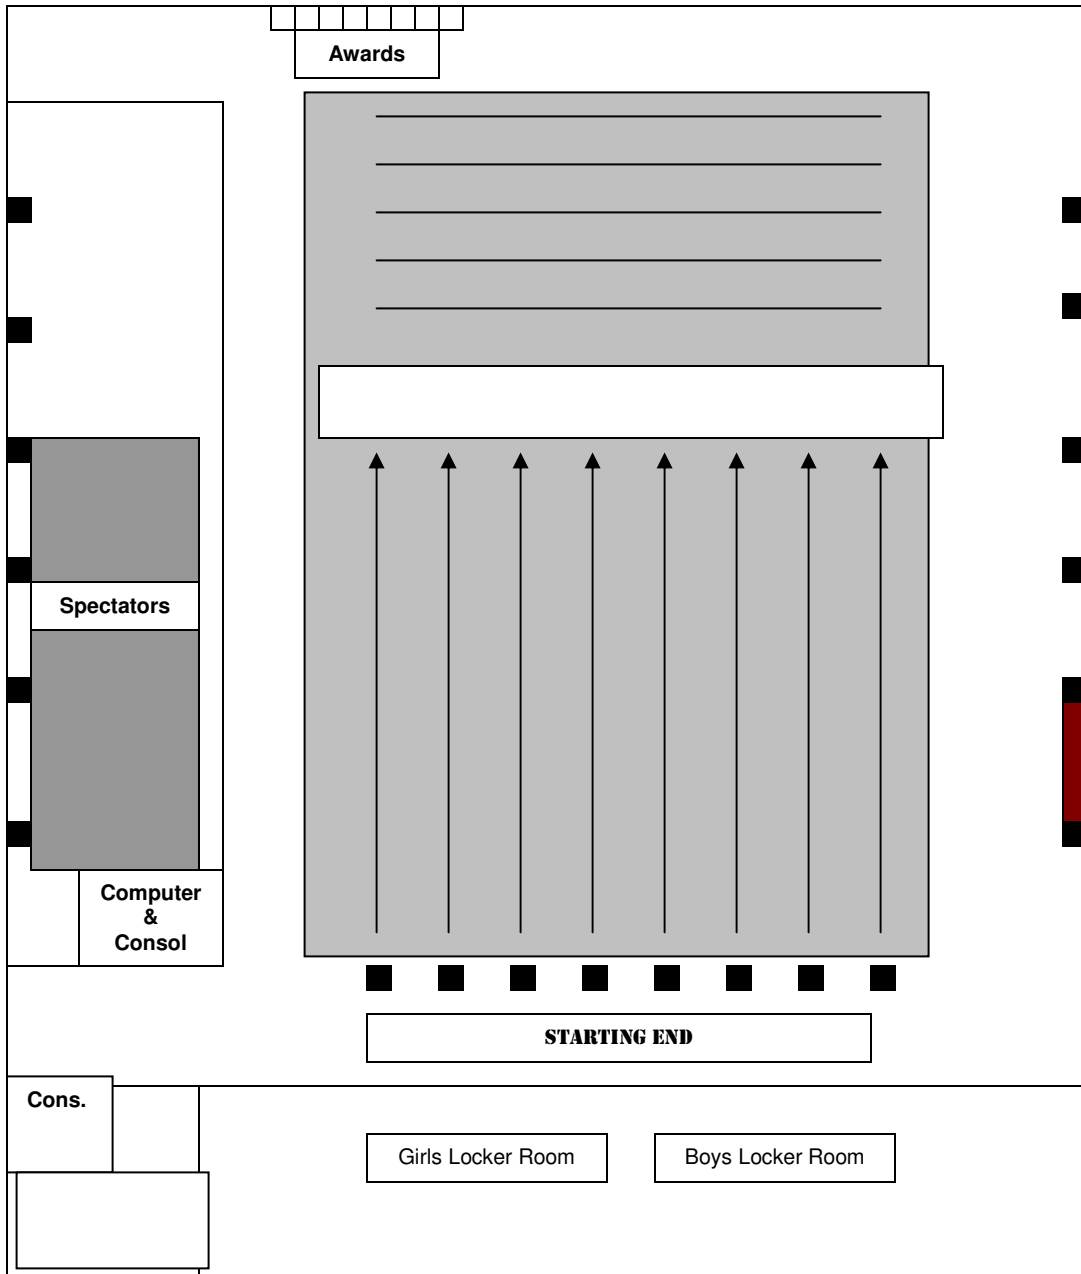 Awards
Spectators
Computer
&
Consol
STARTING END
Cons.
Girls Locker Room
Boys Locker Room